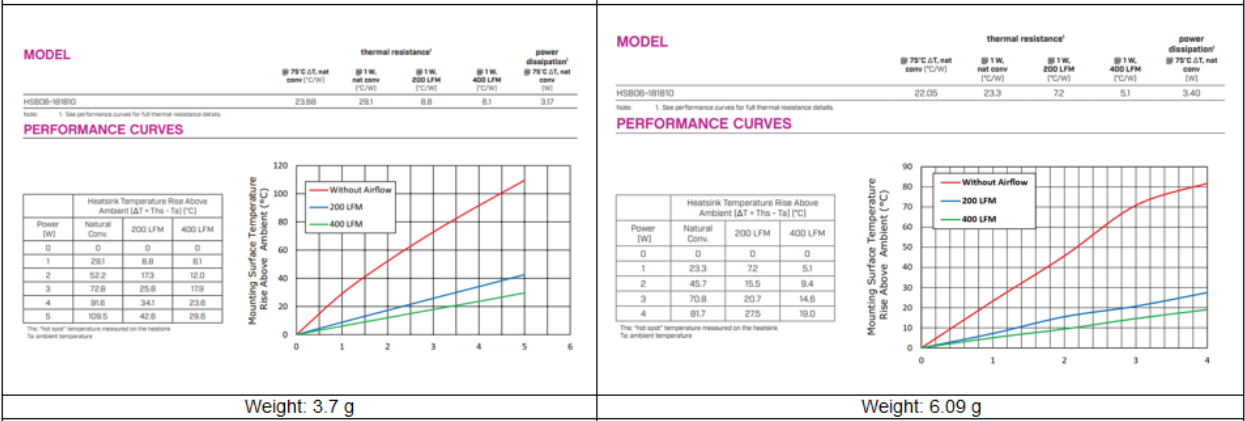 MODEL
thermal resistance¹
power dissipation¹
@ 75°C ΔT, nat conv [°C/W]
@ 1 W, nat conv [°C/W]
@ 1 W, 200 LFM [°C/W]
@ 1 W, 400 LFM [°C/W]
@ 75°C ΔT, nat conv [W]
HSB06-181810 23.68 29.1 8.8 6.1 3.17
Note: 1. See performance curves for full thermal resistance details.
PERFORMANCE CURVES
Heatsink Temperature Rise Above
Ambient (ΔT = Ths - Ta) [°C]
Power [W] Natural Conv. 200 LFM 400 LFM
0 0 0 0
1 29.1 8.8 6.1
2 52.2 17.3 12.0
3 72.8 25.8 17.9
4 91.6 34.1 23.6
5 109.5 42.6 29.6
Ths: "hot spot" temperature measured on the heatsink
Ta: ambient temperature
Mounting Surface Temperature
Rise Above Ambient (°C)
120
100
80
60
40
20
0
Without Airflow
200 LFM
400 LFM
0 1 2 3 4 5 6
Weight: 3.7 g
MODEL
thermal resistance¹
power dissipation¹
@ 75°C ΔT, nat conv [°C/W]
@ 1 W, nat conv [°C/W]
@ 1 W, 200 LFM [°C/W]
@ 1 W, 400 LFM [°C/W]
@ 75°C ΔT, nat conv [W]
HSB06-181810 22.05 23.3 7.2 5.1 3.40
Note: 1. See performance curves for full thermal resistance details.
PERFORMANCE CURVES
Heatsink Temperature Rise Above
Ambient (ΔT = Ths - Ta) [°C]
Power [W] Natural Conv. 200 LFM 400 LFM
0 0 0 0
1 23.3 7.2 5.1
2 45.7 15.5 9.4
3 70.8 20.7 14.6
4 81.7 27.5 19.0
Ths: "hot spot" temperature measured on the heatsink
Ta: ambient temperature
Mounting Surface Temperature
Rise Above Ambient (°C)
90
80
70
60
50
40
30
20
10
0
Without Airflow
200 LFM
400 LFM
0 1 2 3 4
Weight: 6.09 g